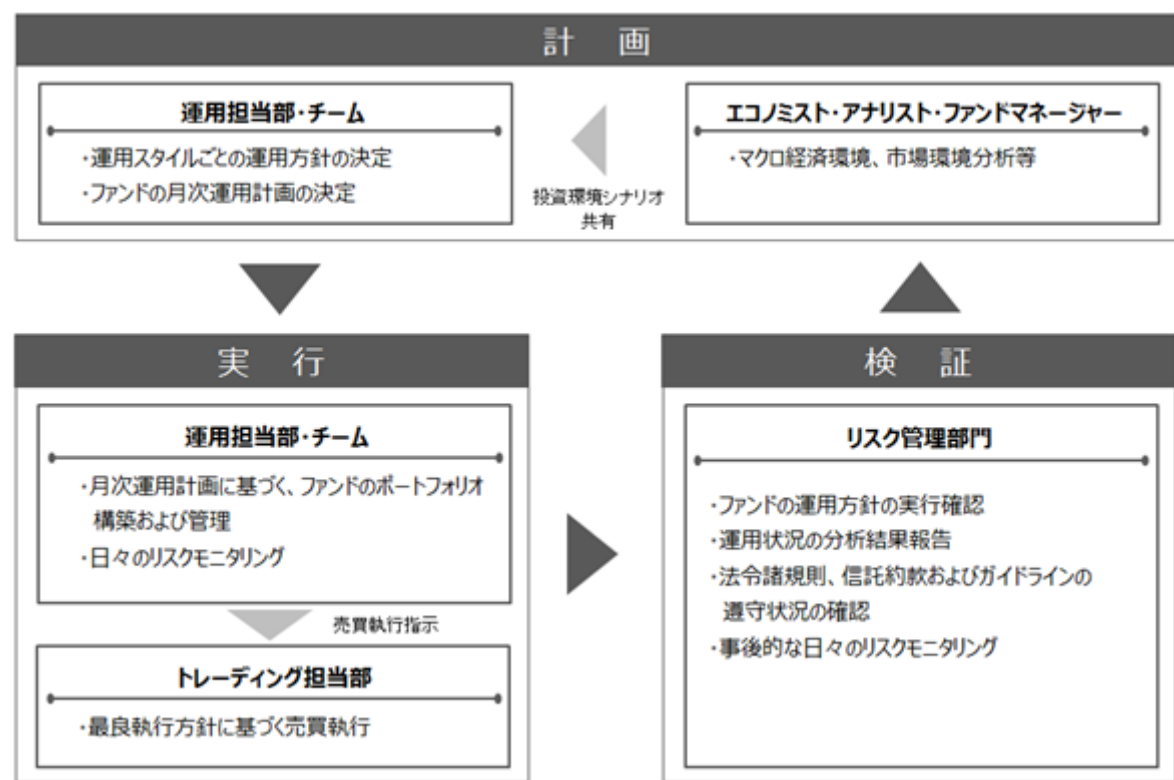 計　画
運用担当部・チーム
・運用スタイルごとの運用方針の決定
・ファンドの月次運用計画の決定
投資環境シナリオ
共有
エコノミスト・アナリスト・ファンドマネージャー
・マクロ経済環境、市場環境分析等
実　行
運用担当部・チーム
・月次運用計画に基づく、ファンドのポートフォリオ
構築および管理
・日々のリスクモニタリング
売買執行指示
トレーディング担当部
・最良執行方針に基づく売買執行
検　証
リスク管理部門
・ファンドの運用方針の実行確認
・運用状況の分析結果報告
・法令諸規則、信託約款およびガイドラインの
遵守状況の確認
・事後的な日々のリスクモニタリング